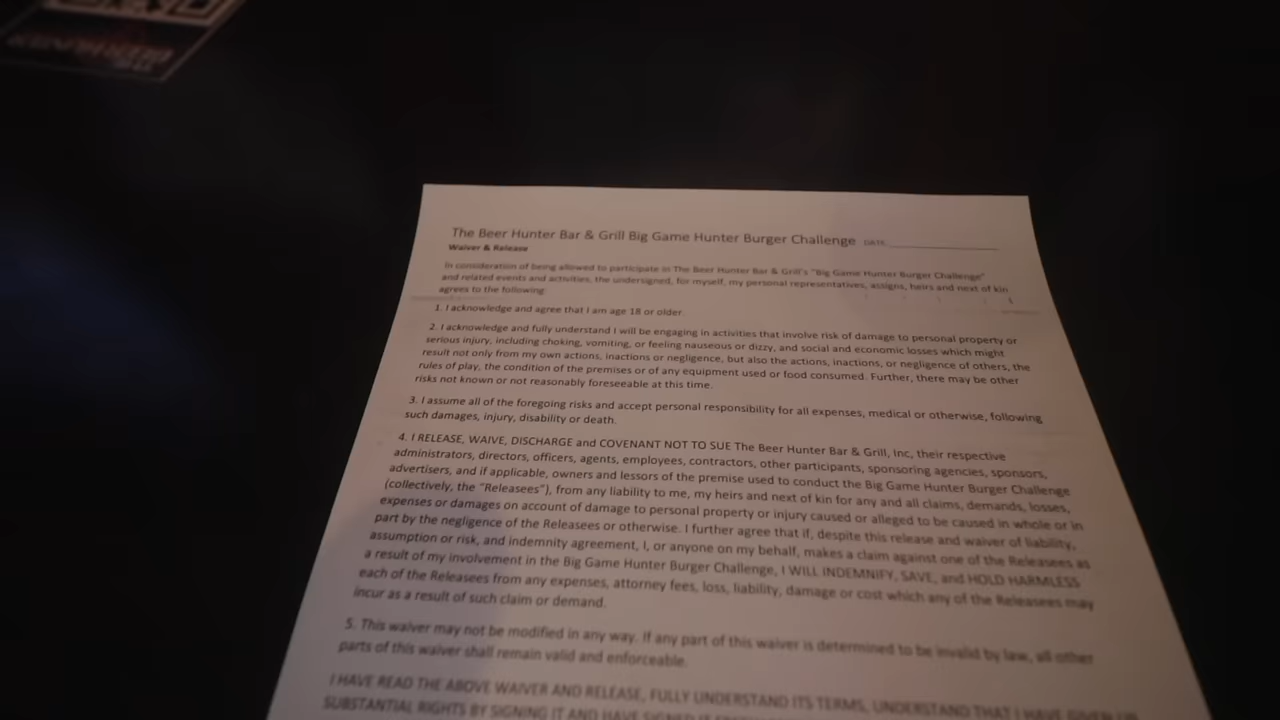 The Beer Hunter Bar & Grill Big Game Hunter Burger Challenge DATE
Waiver & Release
In consideration of being allowed to participate in The Beer Hunter Bar & Grill's "Big Game Hunter Burger Challenge"
and related events and activities, the undersigned, for myself, my personal representatives, assigns, heirs and next of kin
agrees to the following
1. I acknowledge and agree that I am age 18 or older.
2. I acknowledge and fully understand I will be engaging in activities that involve risk of damage to personal property or
serious injury, including choking, vomiting, or feeling nauseous or dizzy, and social and economic losses which might
result not only from my own actions, inactions or negligence, but also the actions, inactions, or negligence of others, the
rules of play, the condition of the premises or of any equipment used or food consumed. Further, there may be other
risks not known or not reasonably foreseeable at this time.
3. I assume all of the foregoing risks and accept personal responsibility for all expenses, medical or otherwise, following
such damages, injury, disability or death.
4. I RELEASE, WAIVE, DISCHARGE and COVENANT NOT TO SUE The Beer Hunter Bar & Grill, Inc, their respective
administrators, directors, officers, agents, employees, contractors, other participants, sponsoring agencies, sponsors,
advertisers, and if applicable, owners and lessors of the premise used to conduct the Big Game Hunter Burger Challenge
(collectively, the "Releasees"), from any liability to me, my heirs and next of kin for any and all claims, demands, losses,
expenses or damages on account of damage to personal property or injury caused or alleged to be caused in whole or in
part by the negligence of the Releasees or otherwise. I further agree that if, despite this release and waiver of liability,
assumption or risk, and indemnity agreement, I, or anyone on my behalf, makes a claim against one of the Releasees as
a result of my involvement in the Big Game Hunter Burger Challenge, I WILL INDEMNIFY, SAVE, and HOLD HARMLESS
each of the Releasees from any expenses, attorney fees, loss, liability, damage or cost which any of the Releasees may
incur as a result of such claim or demand.
5. This waiver may not be modified in any way. If any part of this waiver is determined to be invalid by law, all other
parts of this waiver shall remain valid and enforceable.
I HAVE READ THE ABOVE WAIVER AND RELEASE, FULLY UNDERSTAND ITS TERMS, UNDERSTAND THAT I HAVE GIVEN UP
SUBSTANTIAL RIGHTS BY SIGNING IT AND HAVE SIGNED IT